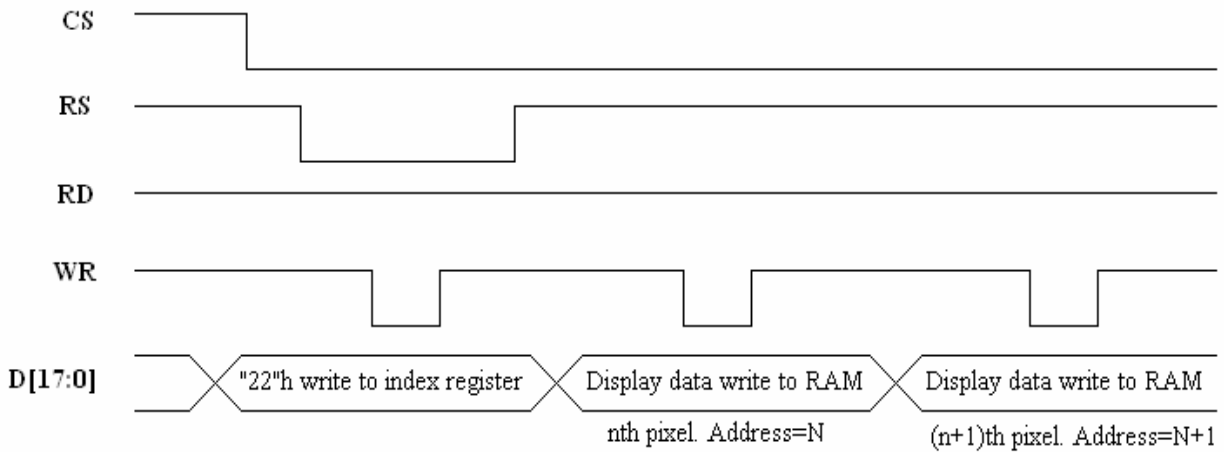 CS
RS
RD
WR
D[17:0]
"22"h write to index register
Display data write to RAM
Display data write to RAM
nth pixel. Address=N
(n+1)th pixel. Address=N+1